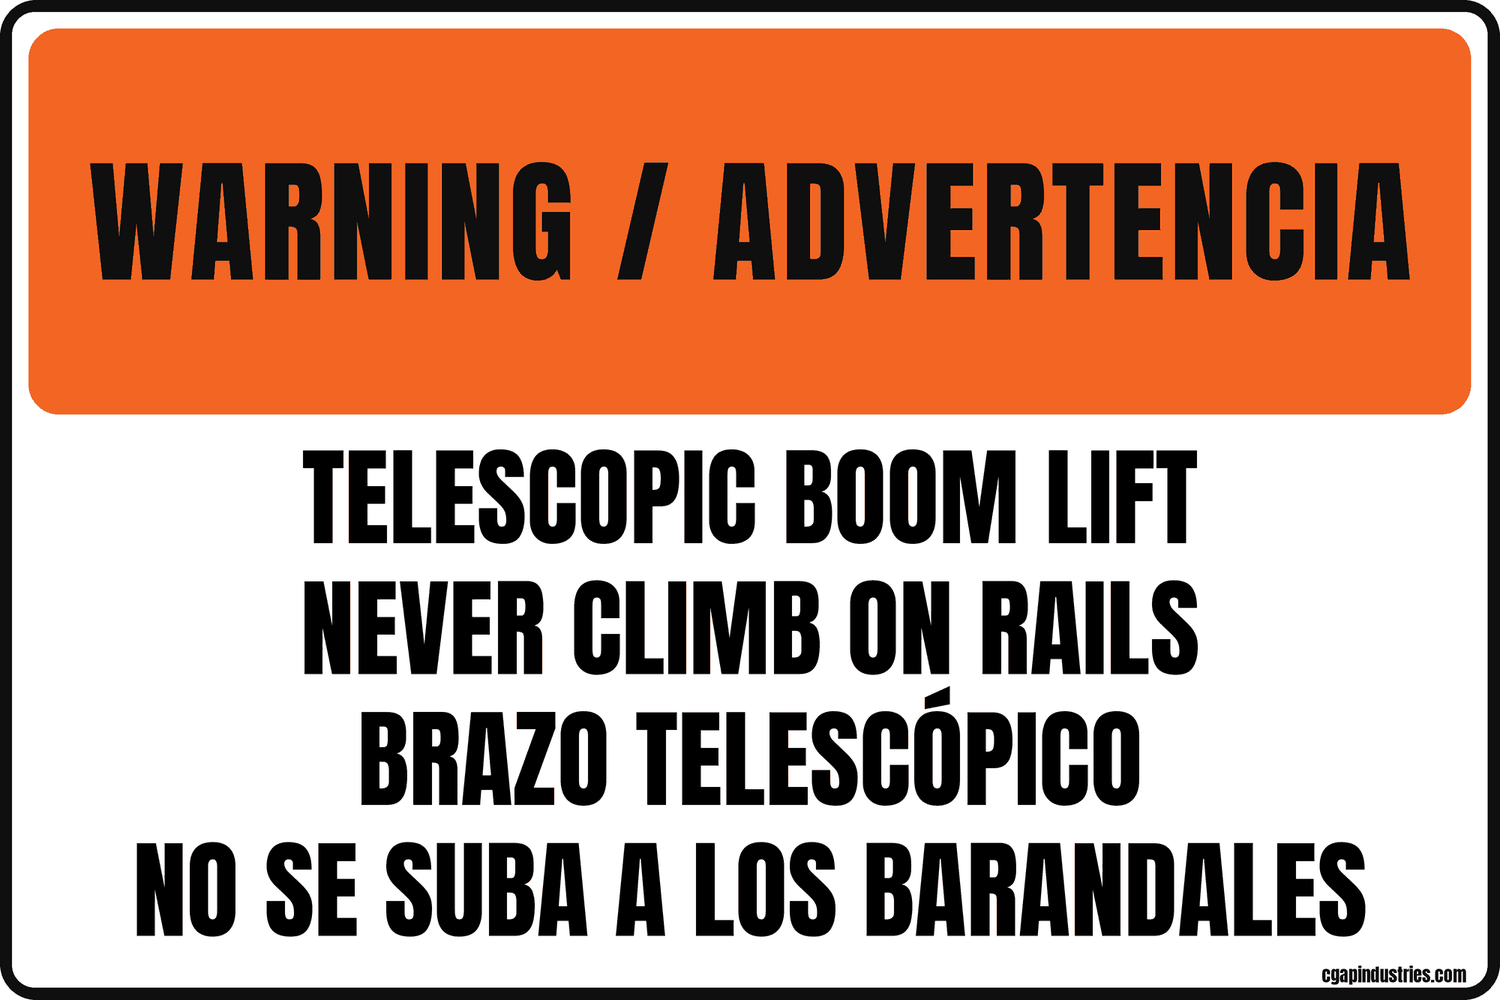 WARNING / ADVERTENCIA
TELESCOPIC BOOM LIFT
NEVER CLIMB ON RAILS
BRAZO TELESCÓPICO
NO SE SUBA A LOS BARANDALES
cgapindustries.com